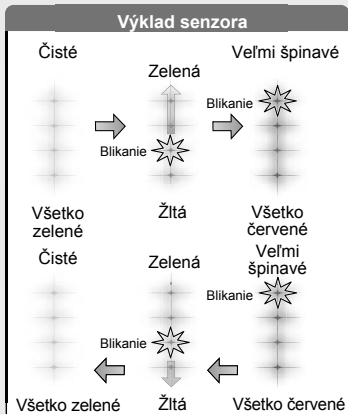 Výklad senzora
Čisté
Zelená
Veľmi špinavé
Blikanie
Blikanie
Všetko
zelené
Žltá
Všetko
červené
Čisté
Zelená
Veľmi
špinavé
Blikanie
Blikanie
Všetko zelené
Žltá
Všetko červené